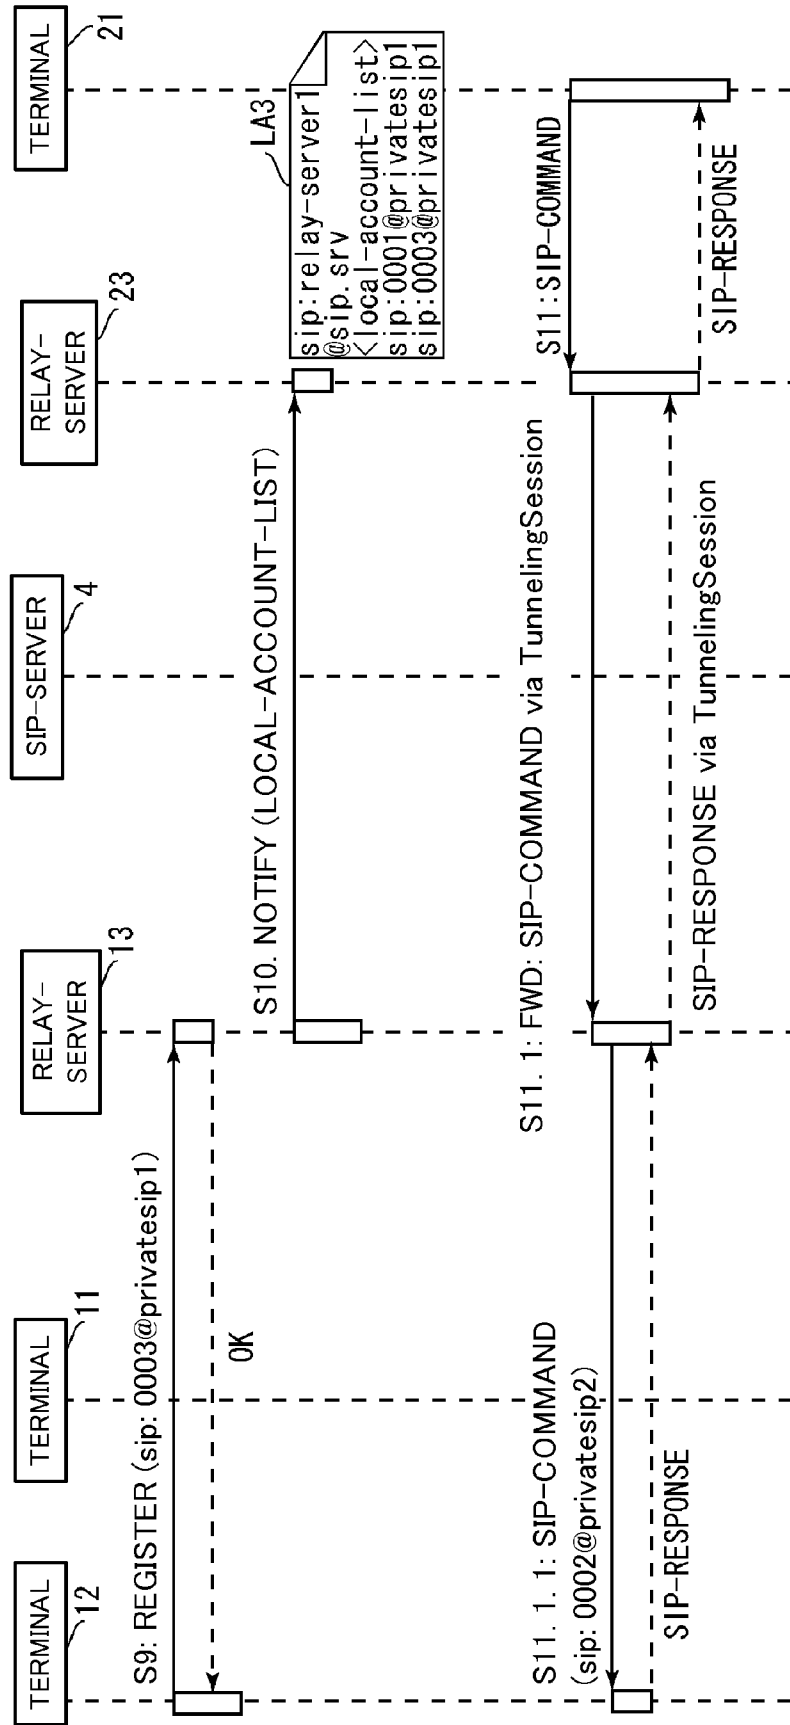 TERMINAL
12
TERMINAL
11
RELAY-
SERVER
13
SIP-SERVER
4
RELAY-
SERVER
23
TERMINAL
21
S9: REGISTER (sip: 0003@privatesip1)
OK
S10. NOTIFY (LOCAL-ACCOUNT-LIST)
LA3
sip:relay-server1
@sip.srv
<local-account-list>
sip:0001@privatesip1
sip:0003@privatesip1
S11:SIP-COMMAND
S11. 1: FWD: SIP-COMMAND via TunnelingSession
S11. 1. 1: SIP-COMMAND
(sip: 0002@privatesip2)
SIP-RESPONSE
SIP-RESPONSE via TunnelingSession
SIP-RESPONSE